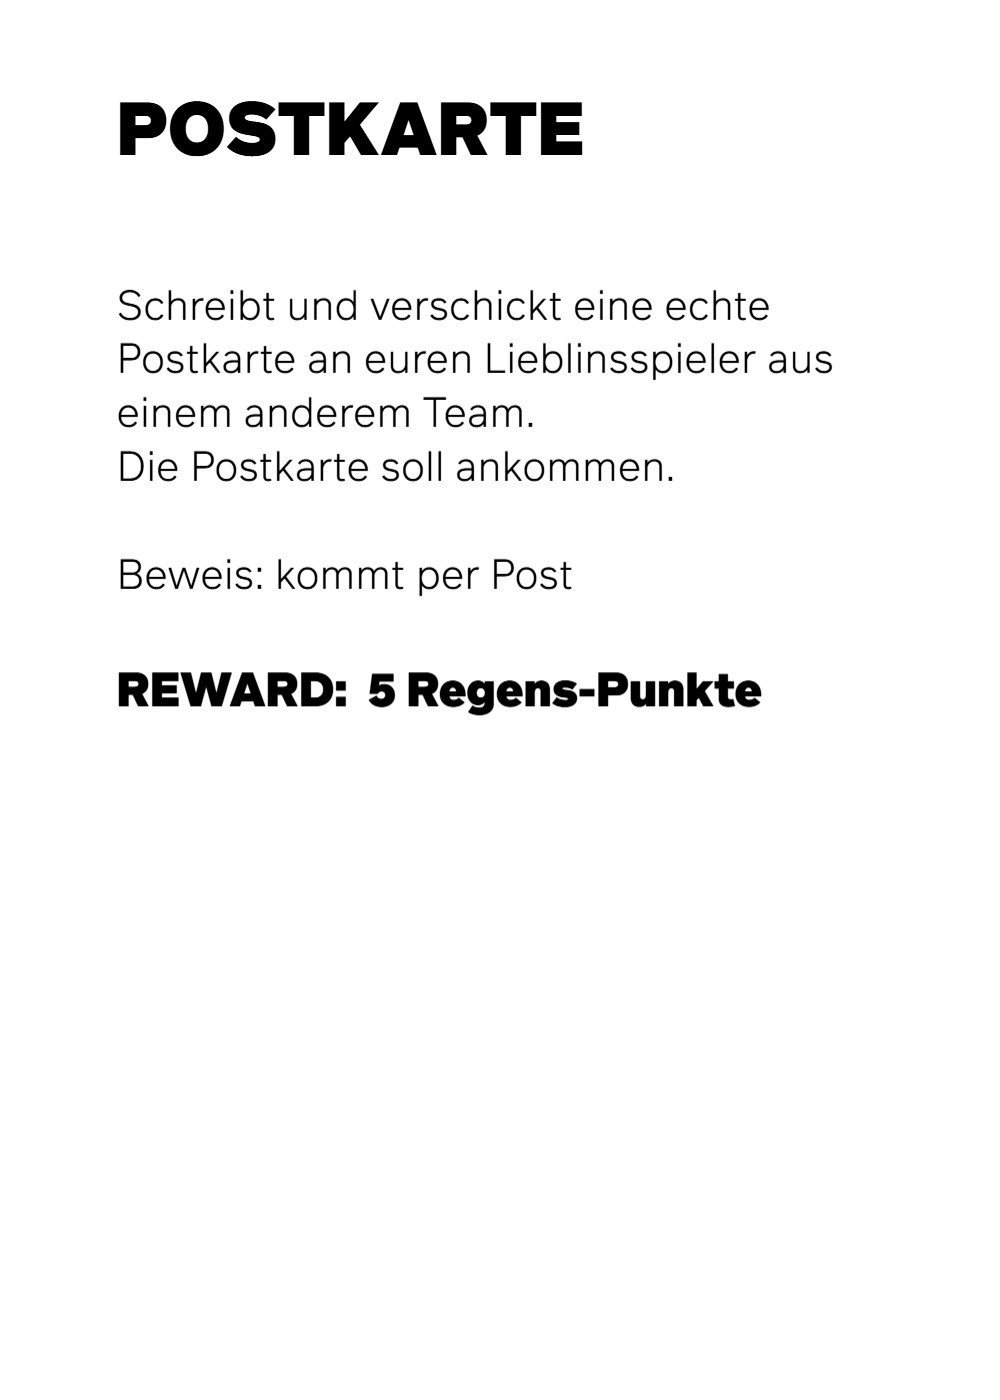 POSTKARTE
Schreibt und verschickt eine echte
Postkarte an euren Lieblinsspieler aus
einem anderem Team.
Die Postkarte soll ankommen.
Beweis: kommt per Post
REWARD:  5 Regens-Punkte